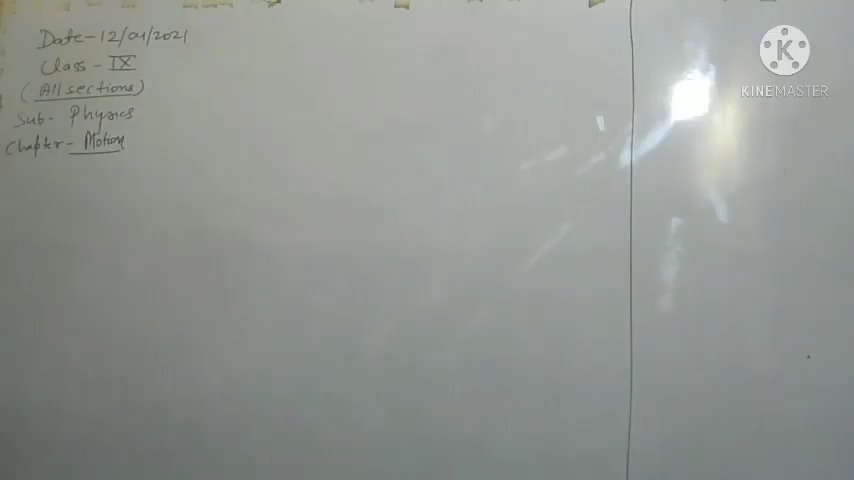 Date-12/04/2021
Class - IX
(All sections)
Sub- Physics
Chapter- Motion
KINEMASTER